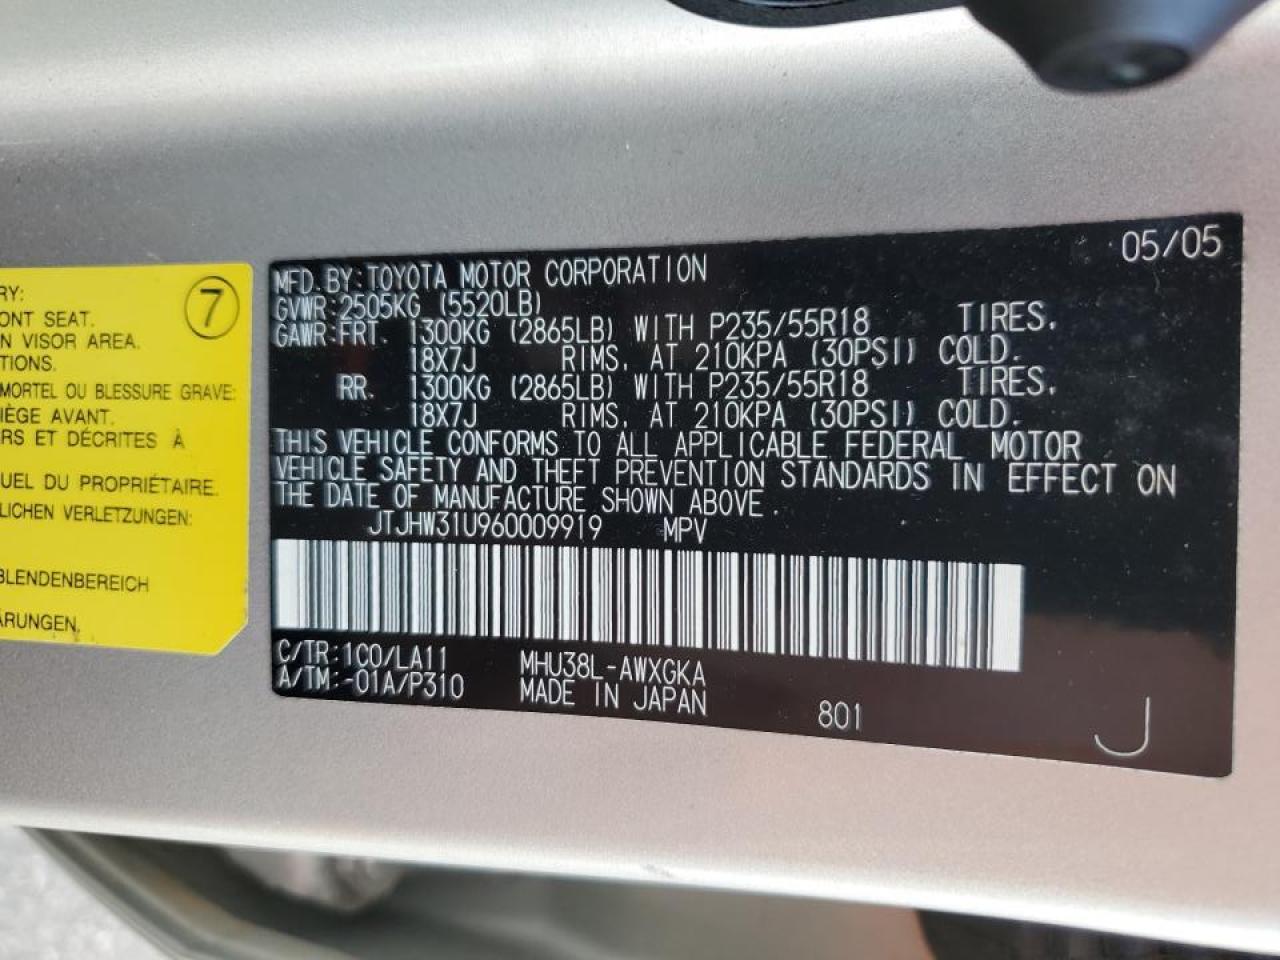 RY:
ONT SEAT.
N VISOR AREA.
TIONS.
MORTEL OU BLESSURE GRAVE:
IÈGE AVANT.
RS ET DÉCRITES À
UEL DU PROPRIÉTAIRE.
LICHEN VERLETZUNGEN:
BLENDENBEREICH
ÄRUNGEN.
7
05/05
MFD.BY:TOYOTA MOTOR CORPORATION
GVWR:2505KG (5520LB)
GAWR:FRT. 1300KG (2865LB) WITH P235/55R18 TIRES.
18X7J RIMS. AT 210KPA (30PSI) COLD.
RR. 1300KG (2865LB) WITH P235/55R18 TIRES.
18X7J RIMS. AT 210KPA (30PSI) COLD.
THIS VEHICLE CONFORMS TO ALL APPLICABLE FEDERAL MOTOR
VEHICLE SAFETY AND THEFT PREVENTION STANDARDS IN EFFECT ON
THE DATE OF MANUFACTURE SHOWN ABOVE.
JTJHW31U960009919 MPV
C/TR:1C0/LA11 MHU38L-AWXGKA
A/TM:-01A/P310 MADE IN JAPAN
801
J